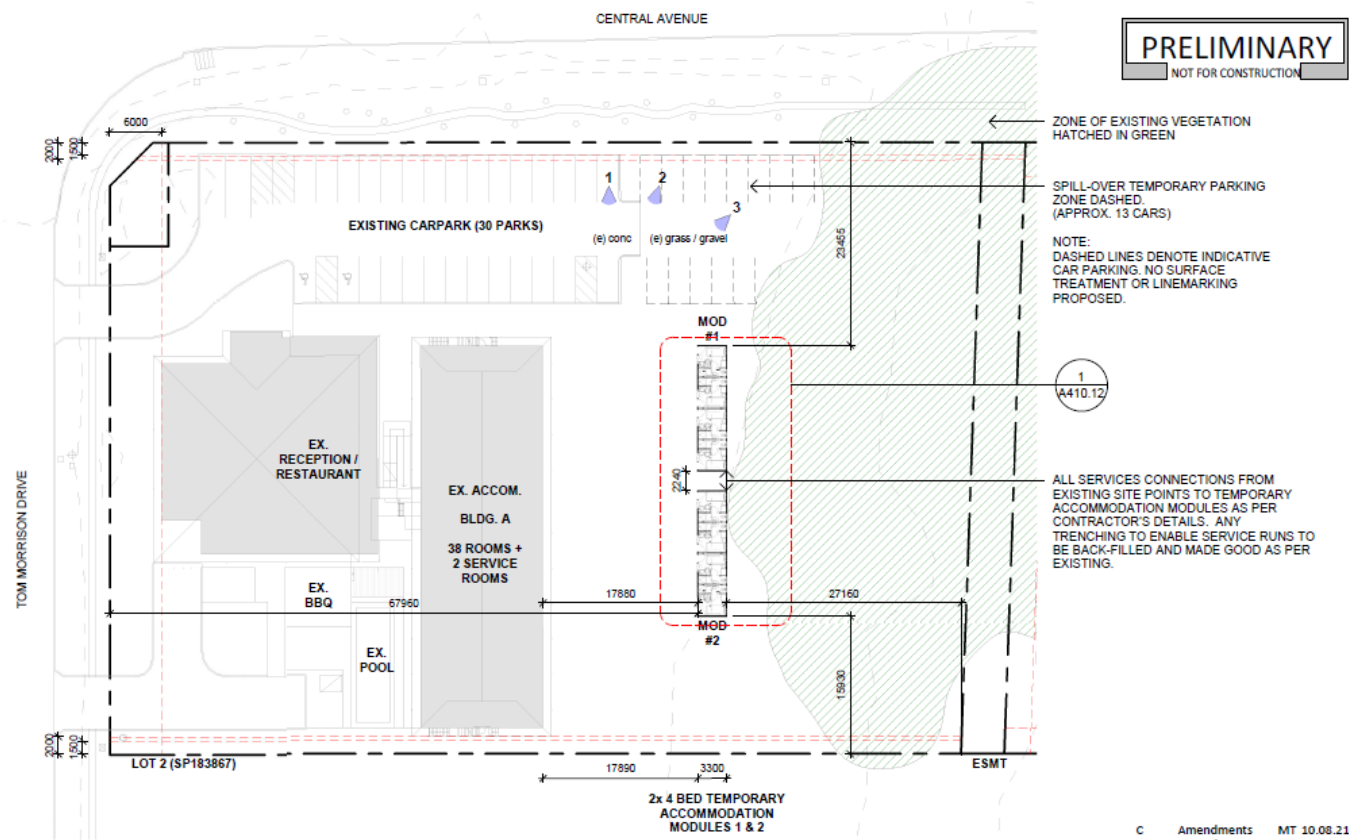 CENTRAL AVENUE
PRELIMINARY
NOT FOR CONSTRUCTION
ZONE OF EXISTING VEGETATION
HATCHED IN GREEN
6000
2000
1500
1
2
3
SPILL-OVER TEMPORARY PARKING
ZONE DASHED.
(APPROX. 13 CARS)
EXISTING CARPARK (30 PARKS)
(e) conc
(e) grass / gravel
23455
NOTE:
DASHED LINES DENOTE INDICATIVE
CAR PARKING. NO SURFACE
TREATMENT OR LINEMARKING
PROPOSED.
MOD
#1
1
A410.12
EX.
RECEPTION /
RESTAURANT
EX. ACCOM.
BLDG. A
38 ROOMS +
2 SERVICE
ROOMS
2240
ALL SERVICES CONNECTIONS FROM
EXISTING SITE POINTS TO TEMPORARY
ACCOMMODATION MODULES AS PER
CONTRACTOR'S DETAILS. ANY
TRENCHING TO ENABLE SERVICE RUNS TO
BE BACK-FILLED AND MADE GOOD AS PER
EXISTING.
TOM MORRISON DRIVE
EX.
BBQ
67960
17880
27160
MOD
#2
EX.
POOL
15930
2000
1500
LOT 2 (SP183867)
ESMT
17890
3300
2x 4 BED TEMPORARY
ACCOMMODATION
MODULES 1 & 2
C Amendments MT 10.08.21